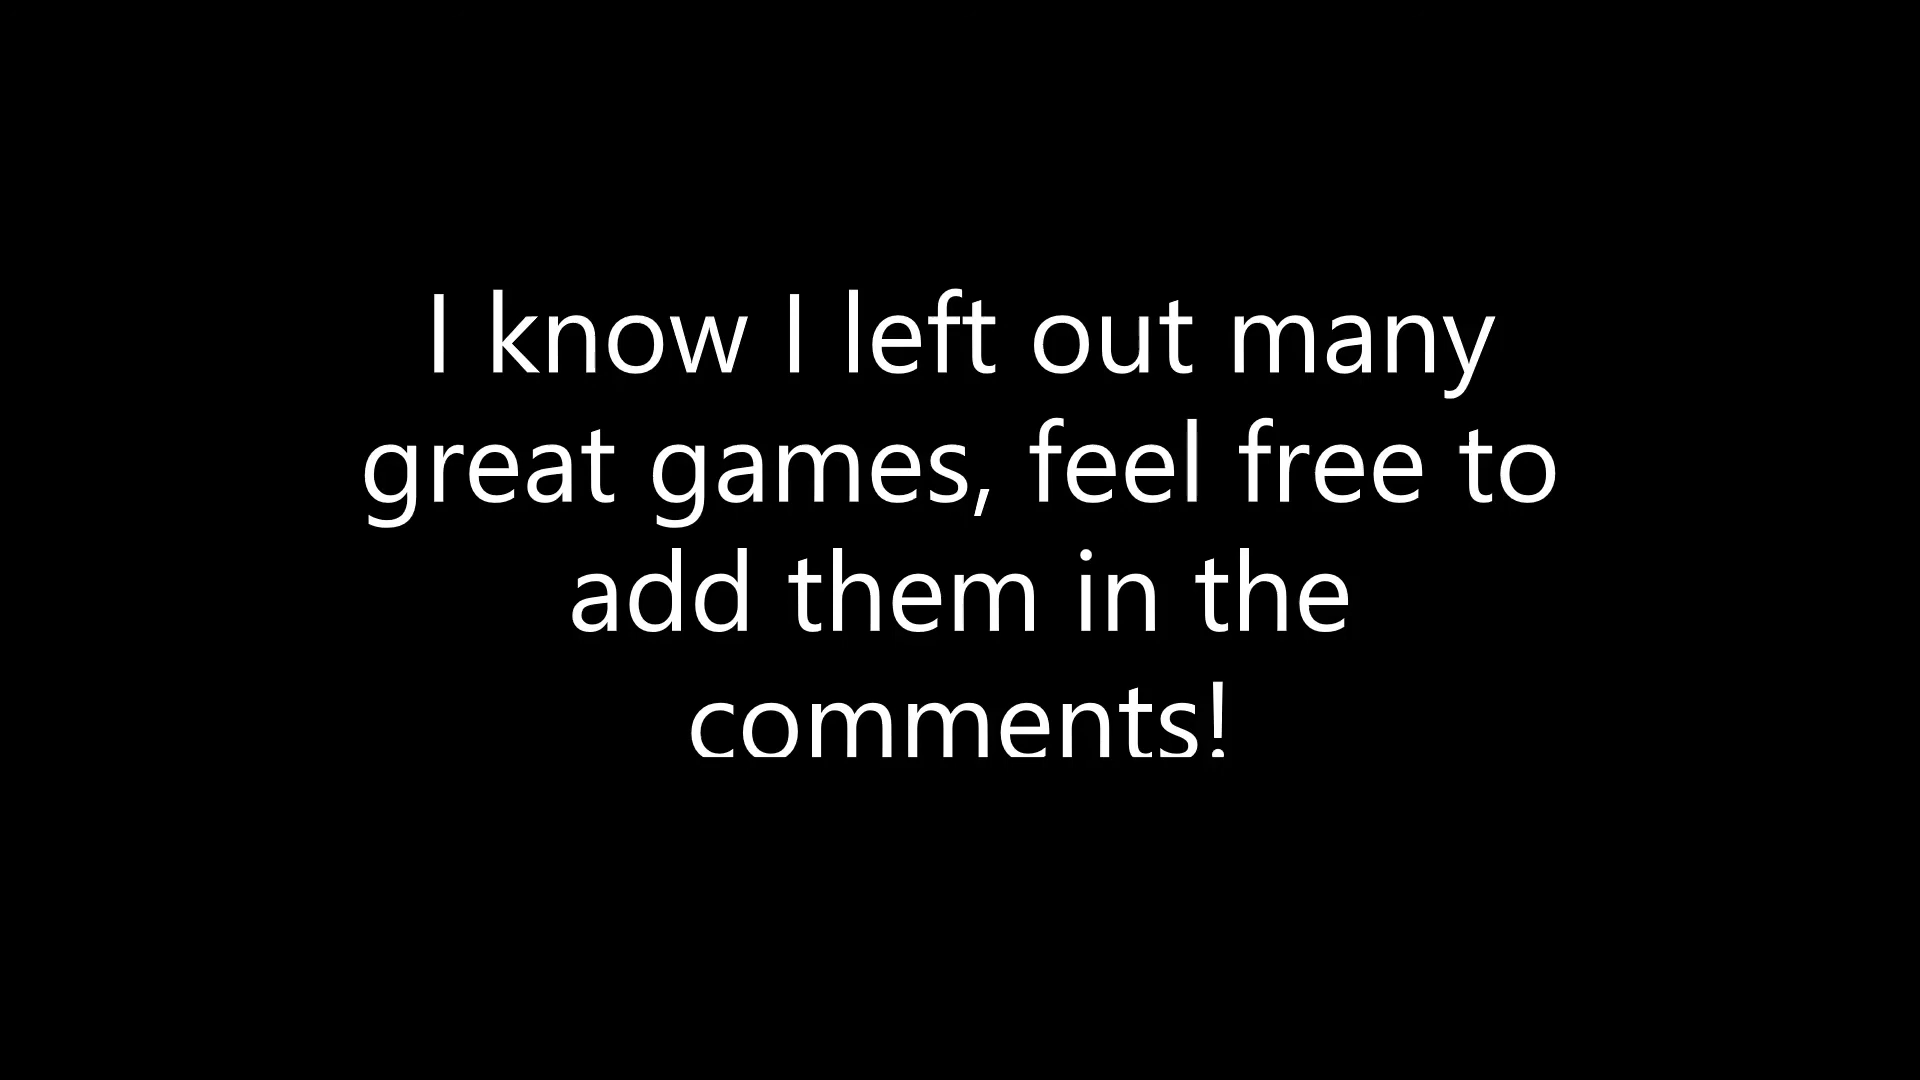 I know I left out many
great games, feel free to
add them in the
comments!